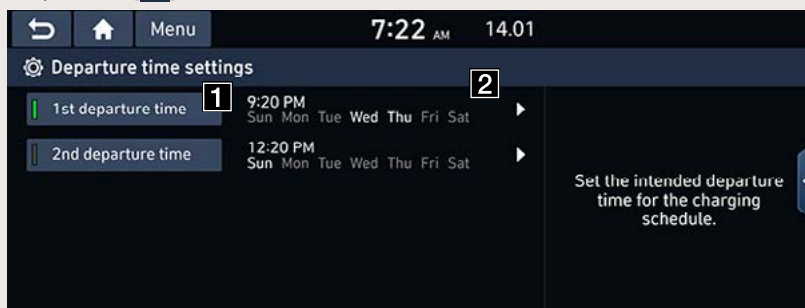 Menu 7:22 AM 14.01
Departure time settings
1 2
1st departure time 9:20 PM
Sun Mon Tue Wed Thu Fri Sat
2nd departure time 12:20 PM
Sun Mon Tue Wed Thu Fri Sat
Set the intended departure
time for the charging
schedule.